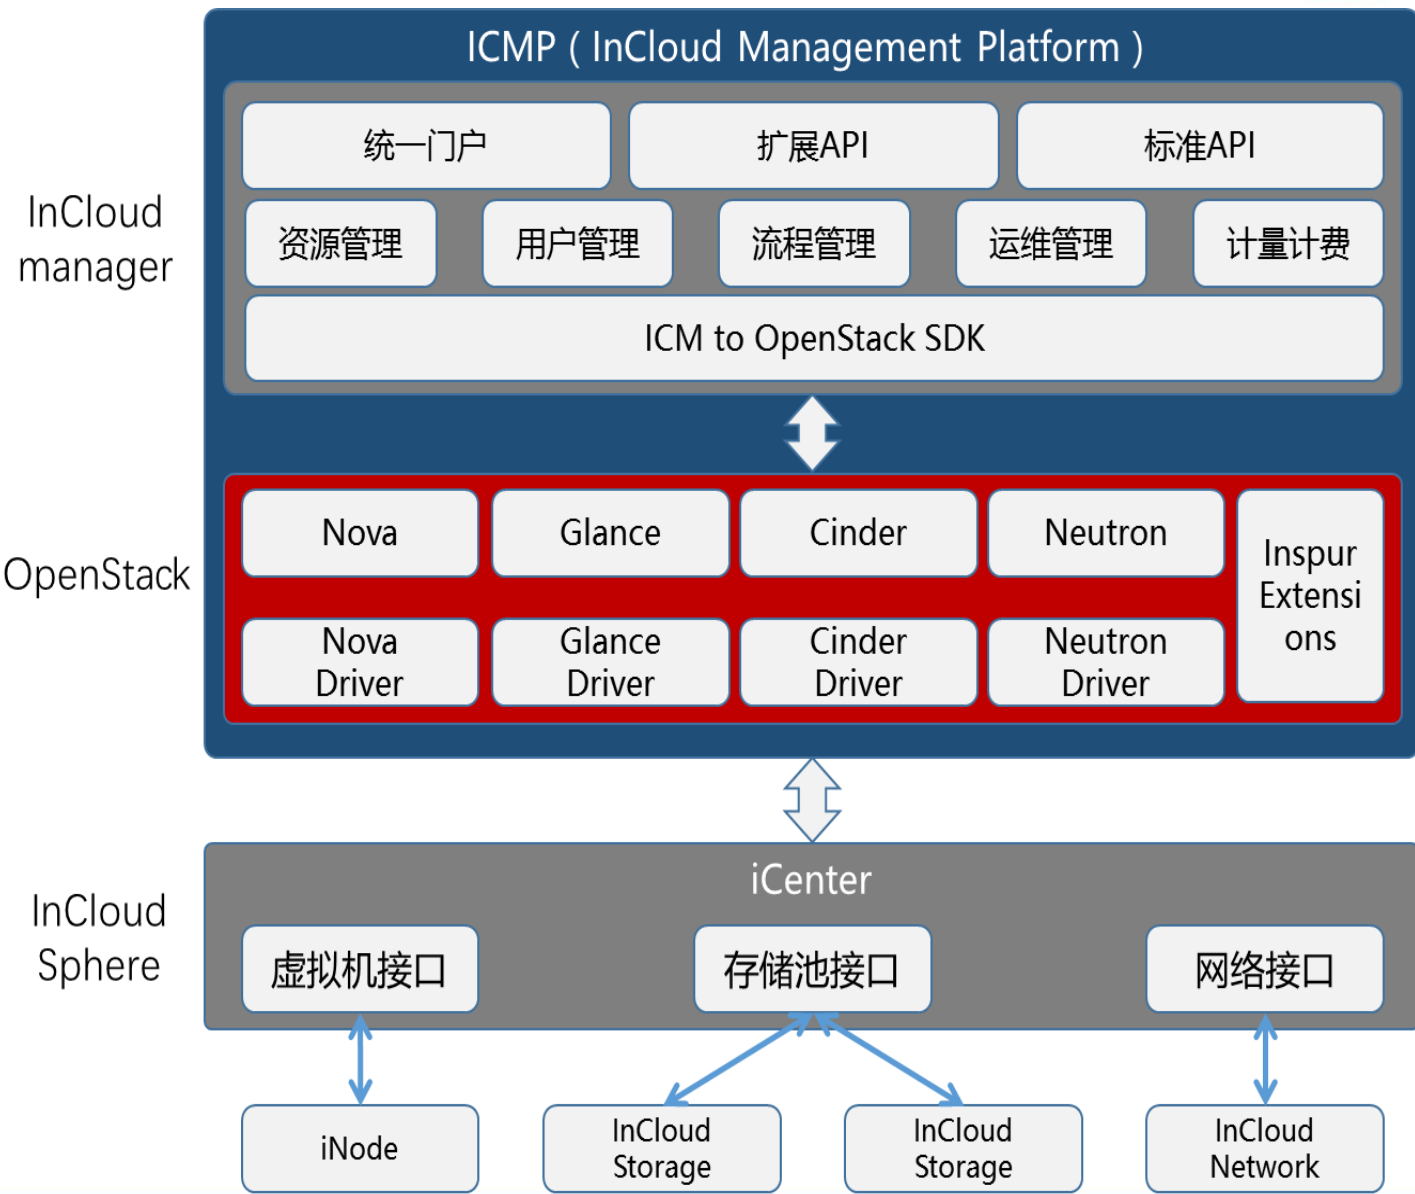 ICMP ( InCloud Management Platform )
统一门户
扩展API
标准API
InCloud
manager
资源管理
用户管理
流程管理
运维管理
计量计费
ICM to OpenStack SDK
OpenStack
Nova
Glance
Cinder
Neutron
Inspur
Extensi
ons
Nova
Driver
Glance
Driver
Cinder
Driver
Neutron
Driver
InCloud
Sphere
iCenter
虚拟机接口
存储池接口
网络接口
iNode
InCloud
Storage
InCloud
Storage
InCloud
Network